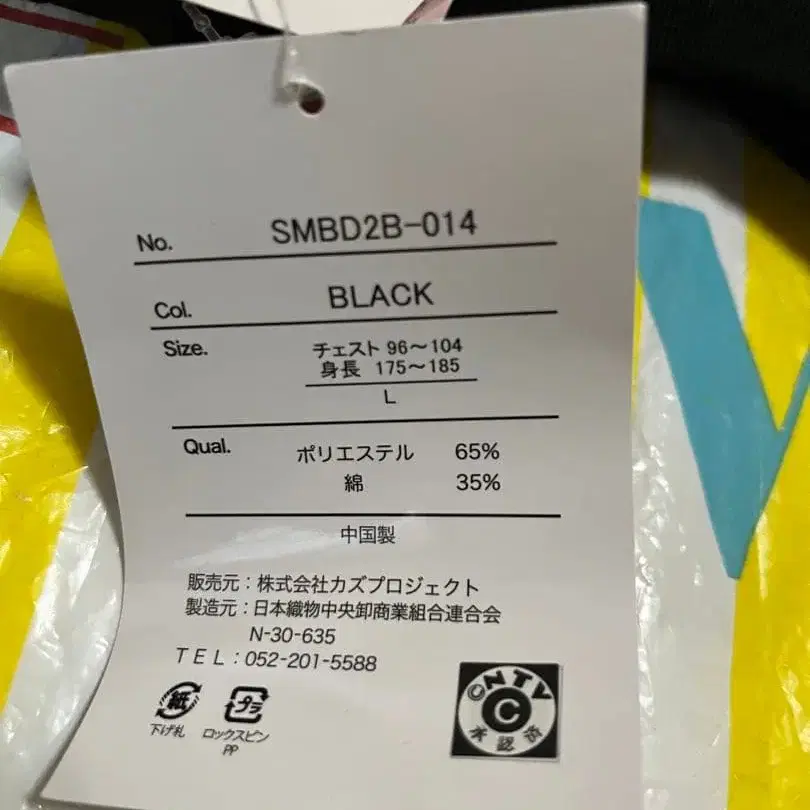 No. SMBD2B-014
Col. BLACK
Size. チェスト 96～104
身長 175～185
L
Qual. ポリエステル 65%
綿 35%
中国製
販売元：株式会社カズプロジェクト
製造元：日本織物中央卸商業組合連合会
N-30-635
TEL：052-201-5588
紙
下げ札
プラ
ロックスピン
PP
©NTV
C
承認済